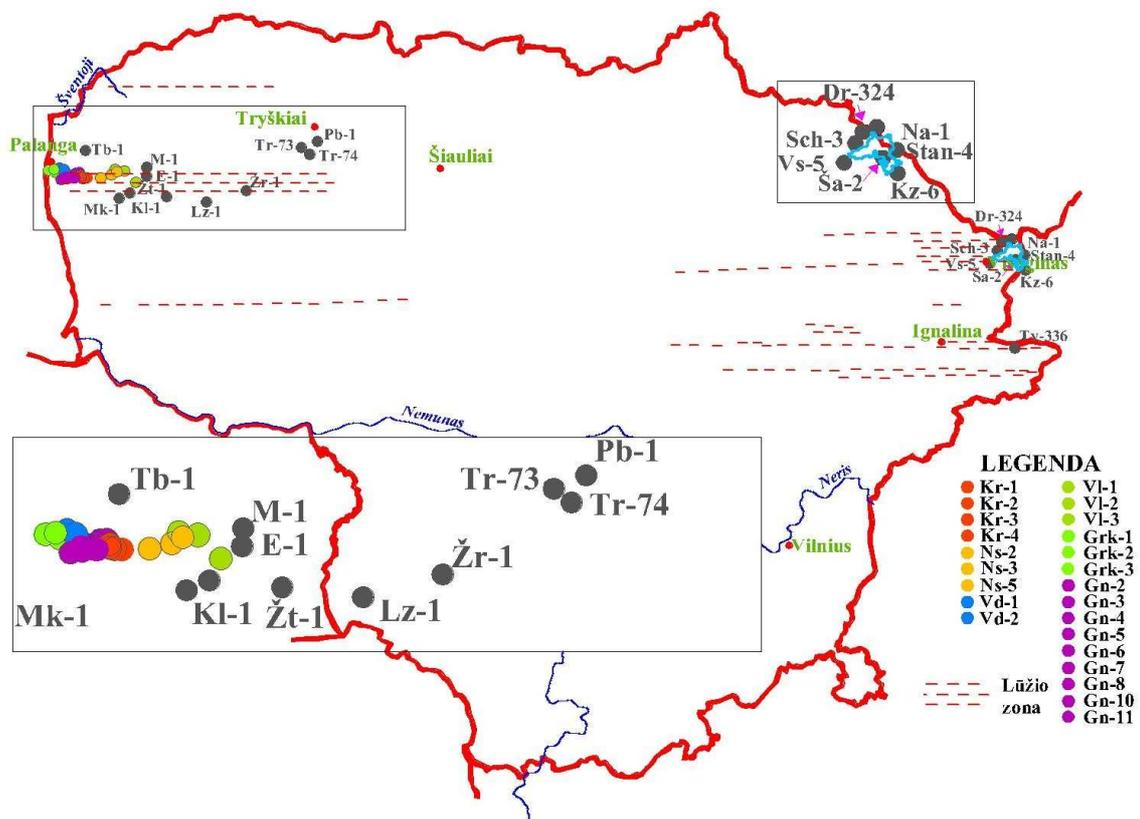 Šventoji
Palanga
Tryškiai
Šiauliai
Tb-1
M-1
E-1
Žt-1
Mk-1
Kl-1
Lz-1
Žr-1
Tr-73
Pb-1
Tr-74
Dr-324
Sch-3
Na-1
Stan-4
Vs-5
Ša-2
Kz-6
Dr-324
Sch-3
Na-1
Stan-4
Vs-5
Ša-2
Kz-6
Ignalina
Tv-336
Nemunas
Neris
Vilnius
Tb-1
M-1
E-1
Mk-1
Kl-1
Žt-1
Lz-1
Žr-1
Tr-73
Pb-1
Tr-74
LEGENDA
Kr-1
Kr-2
Kr-3
Kr-4
Ns-2
Ns-3
Ns-5
Vd-1
Vd-2
Vl-1
Vl-2
Vl-3
Grk-1
Grk-2
Grk-3
Gn-2
Gn-3
Gn-4
Gn-5
Gn-6
Gn-7
Gn-8
Gn-10
Gn-11
Lūžio
zona